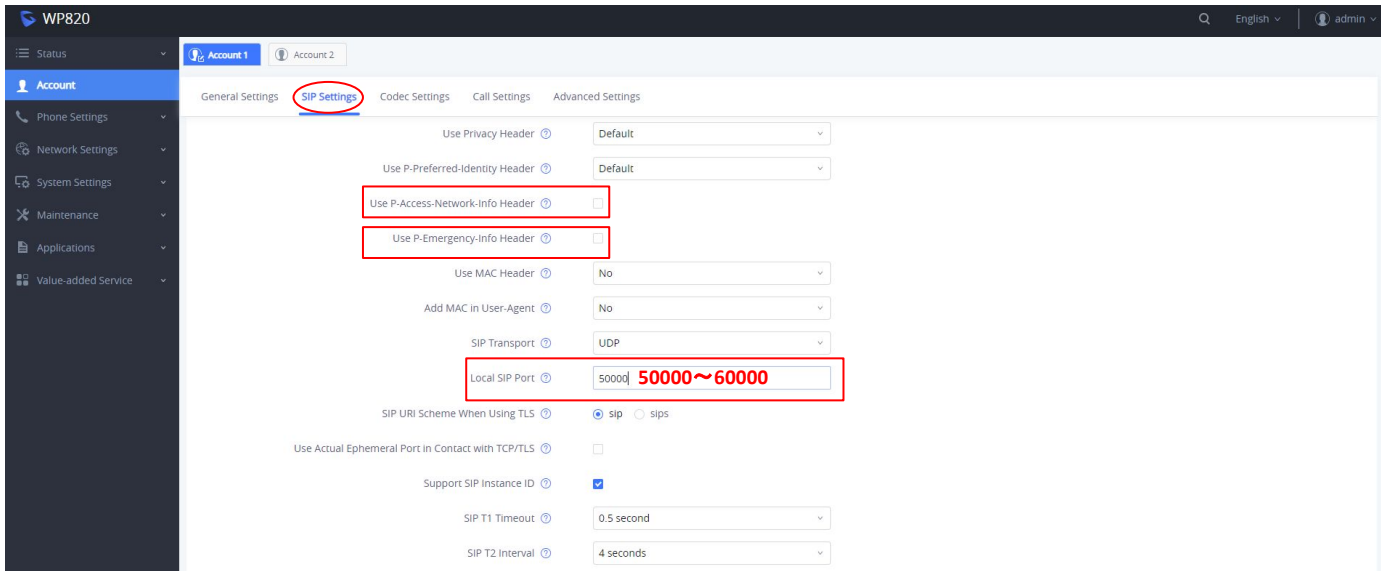 WP820
English
admin
Status
Account
Phone Settings
Network Settings
System Settings
Maintenance
Applications
Value-added Service
Account 1
Account 2
General Settings
SIP Settings
Codec Settings
Call Settings
Advanced Settings
Use Privacy Header
Default
Use P-Preferred-Identity Header
Default
Use P-Access-Network-Info Header
Use P-Emergency-Info Header
Use MAC Header
No
Add MAC in User-Agent
No
SIP Transport
UDP
Local SIP Port
50000
50000～60000
SIP URI Scheme When Using TLS
sip
sips
Use Actual Ephemeral Port in Contact with TCP/TLS
Support SIP Instance ID
SIP T1 Timeout
0.5 second
SIP T2 Interval
4 seconds